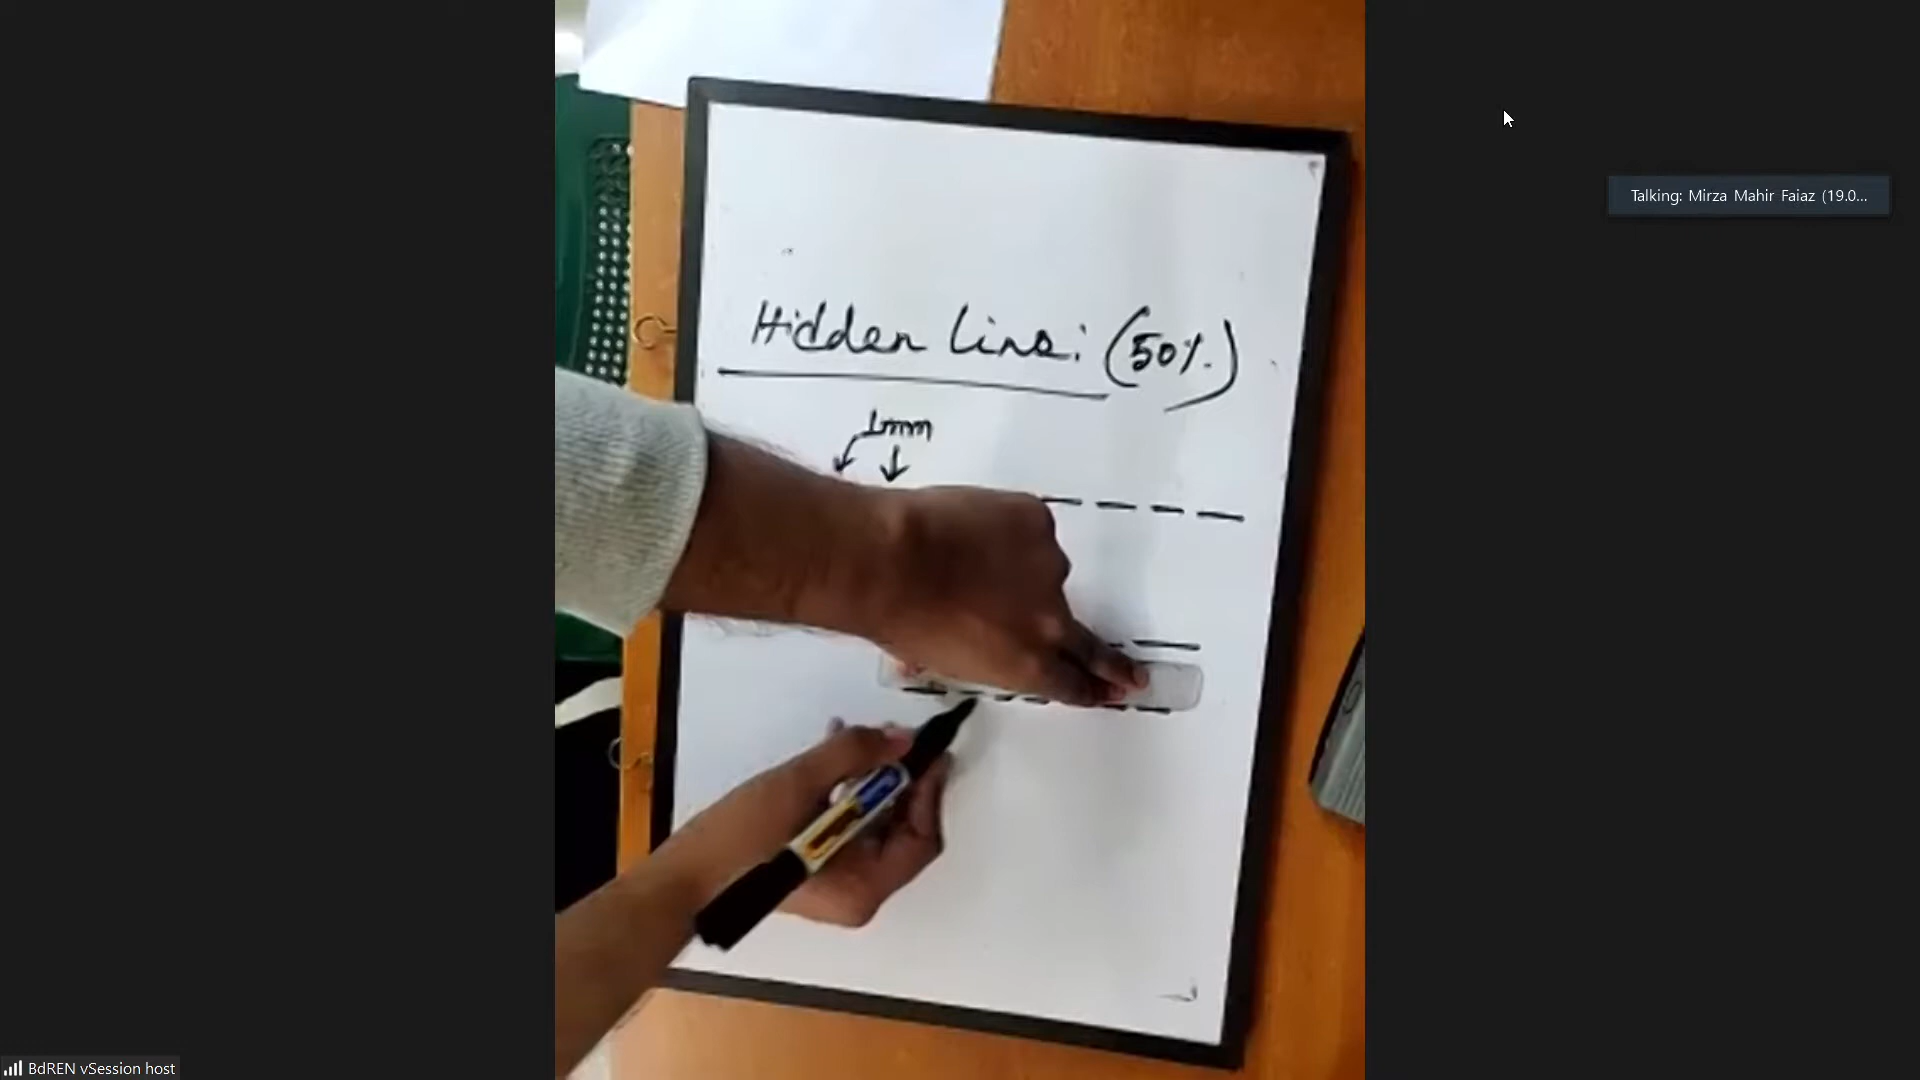 Talking: Mirza Mahir Faiaz (19.0...
Hidden Line: (50%)
1mm
BdREN vSession host